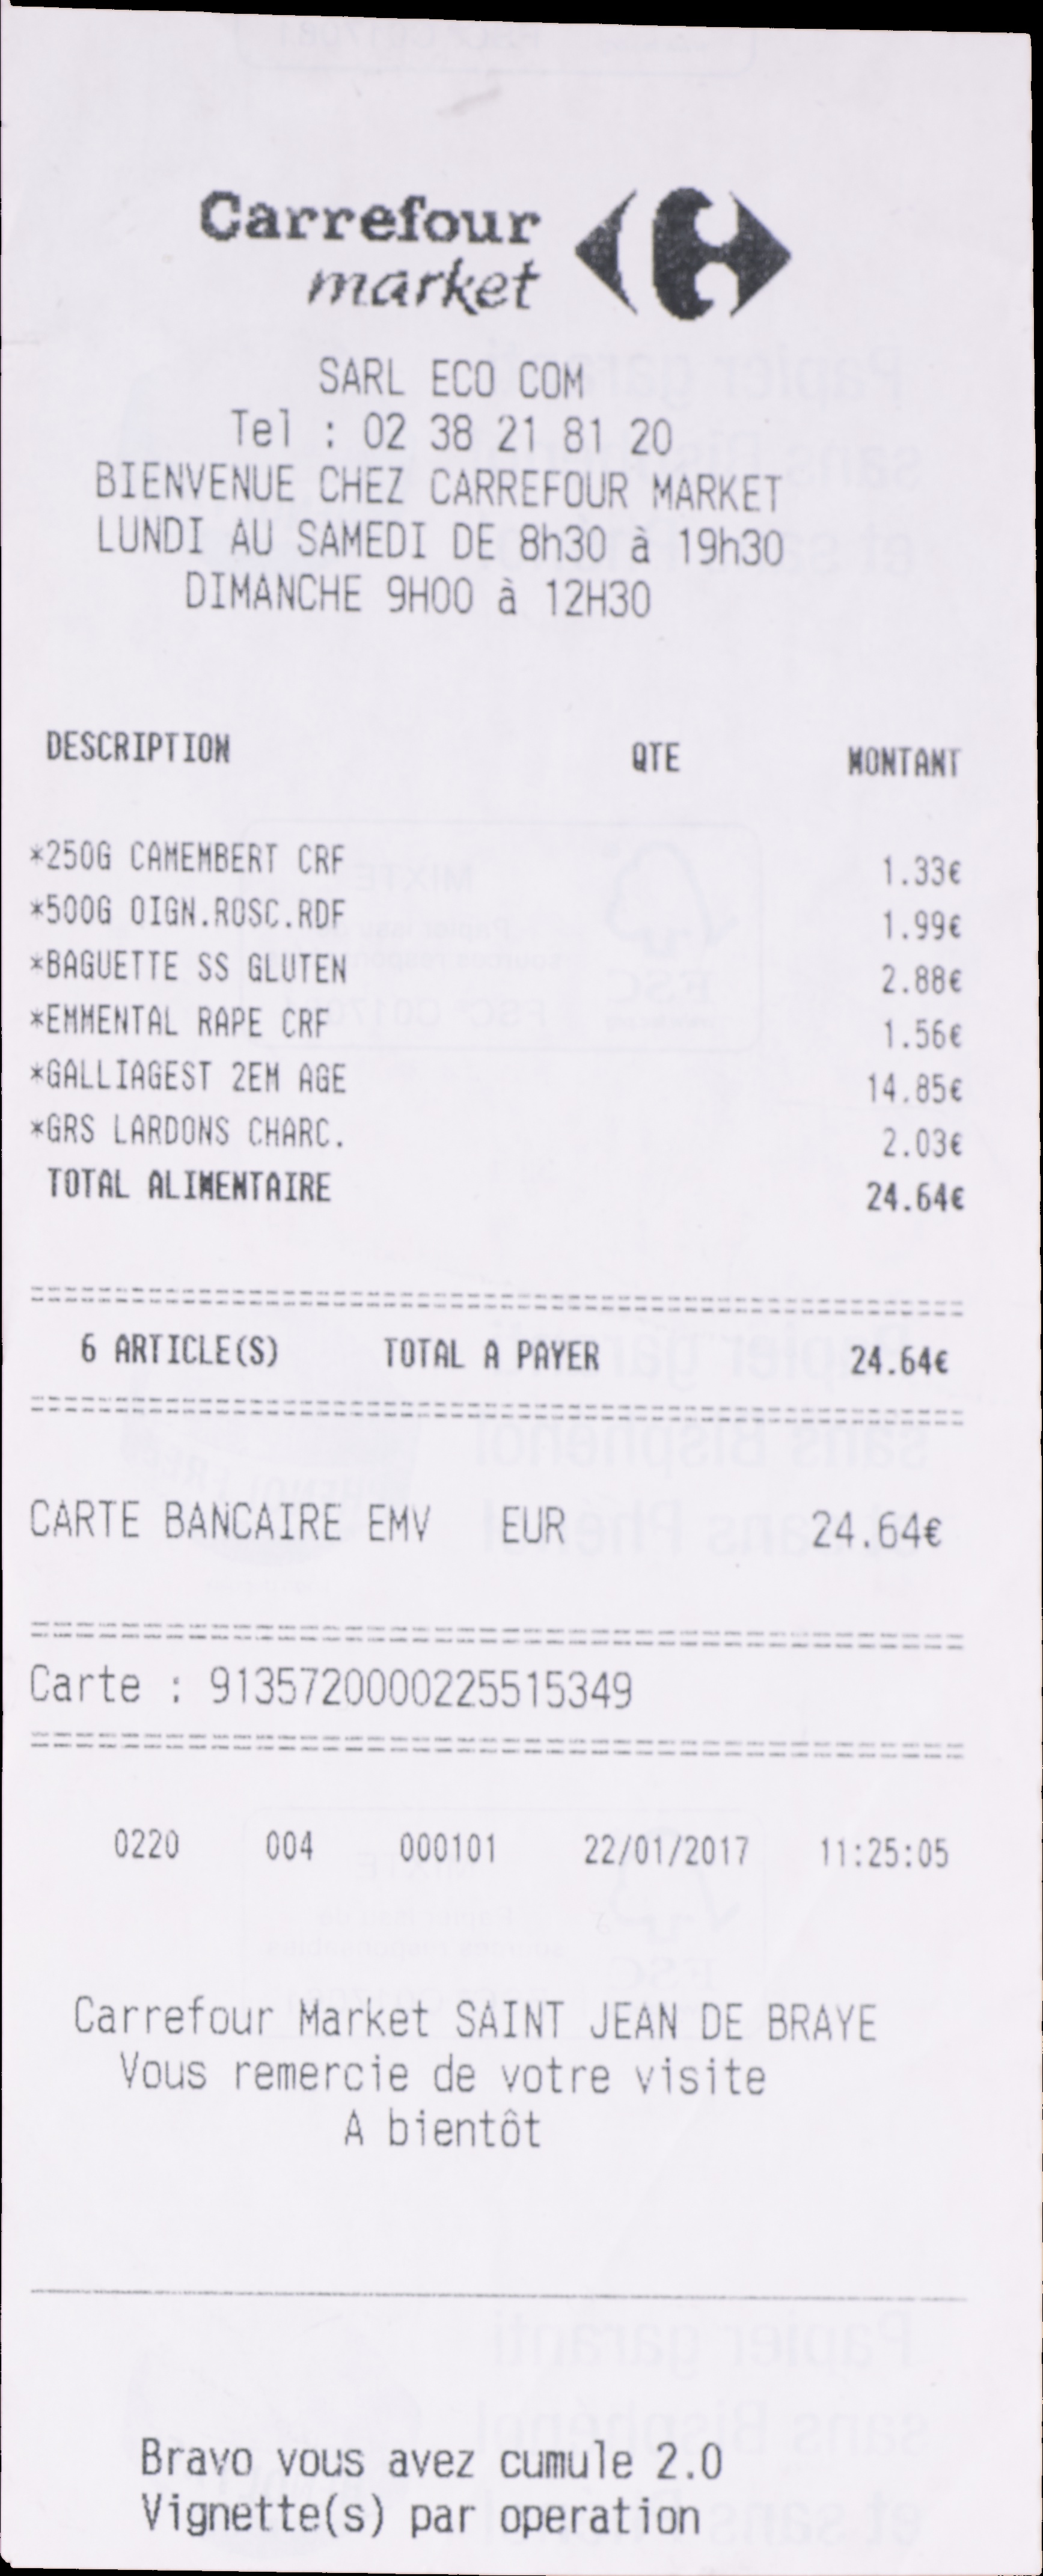 Carrefour
market
SARL ECO COM
Tel : 02 38 21 81 20
BIENVENUE CHEZ CARREFOUR MARKET
LUNDI AU SAMEDI DE 8h30 à 19h30
DIMANCHE 9H00 à 12H30
DESCRIPTION QTE MONTANT
*250G CAMEMBERT CRF 1.33€
*500G OIGN.ROSC.RDF 1.99€
*BAGUETTE SS GLUTEN 2.88€
*EMMENTAL RAPE CRF 1.56€
*GALLIAGEST 2EM AGE 14.85€
*GRS LARDONS CHARC. 2.03€
TOTAL ALIMENTAIRE 24.64€
6 ARTICLE(S) TOTAL A PAYER 24.64€
CARTE BANCAIRE EMV EUR 24.64€
Carte : 9135720000225515349
0220 004 000101 22/01/2017 11:25:05
Carrefour Market SAINT JEAN DE BRAYE
Vous remercie de votre visite
A bientôt
Bravo vous avez cumule 2.0
Vignette(s) par operation